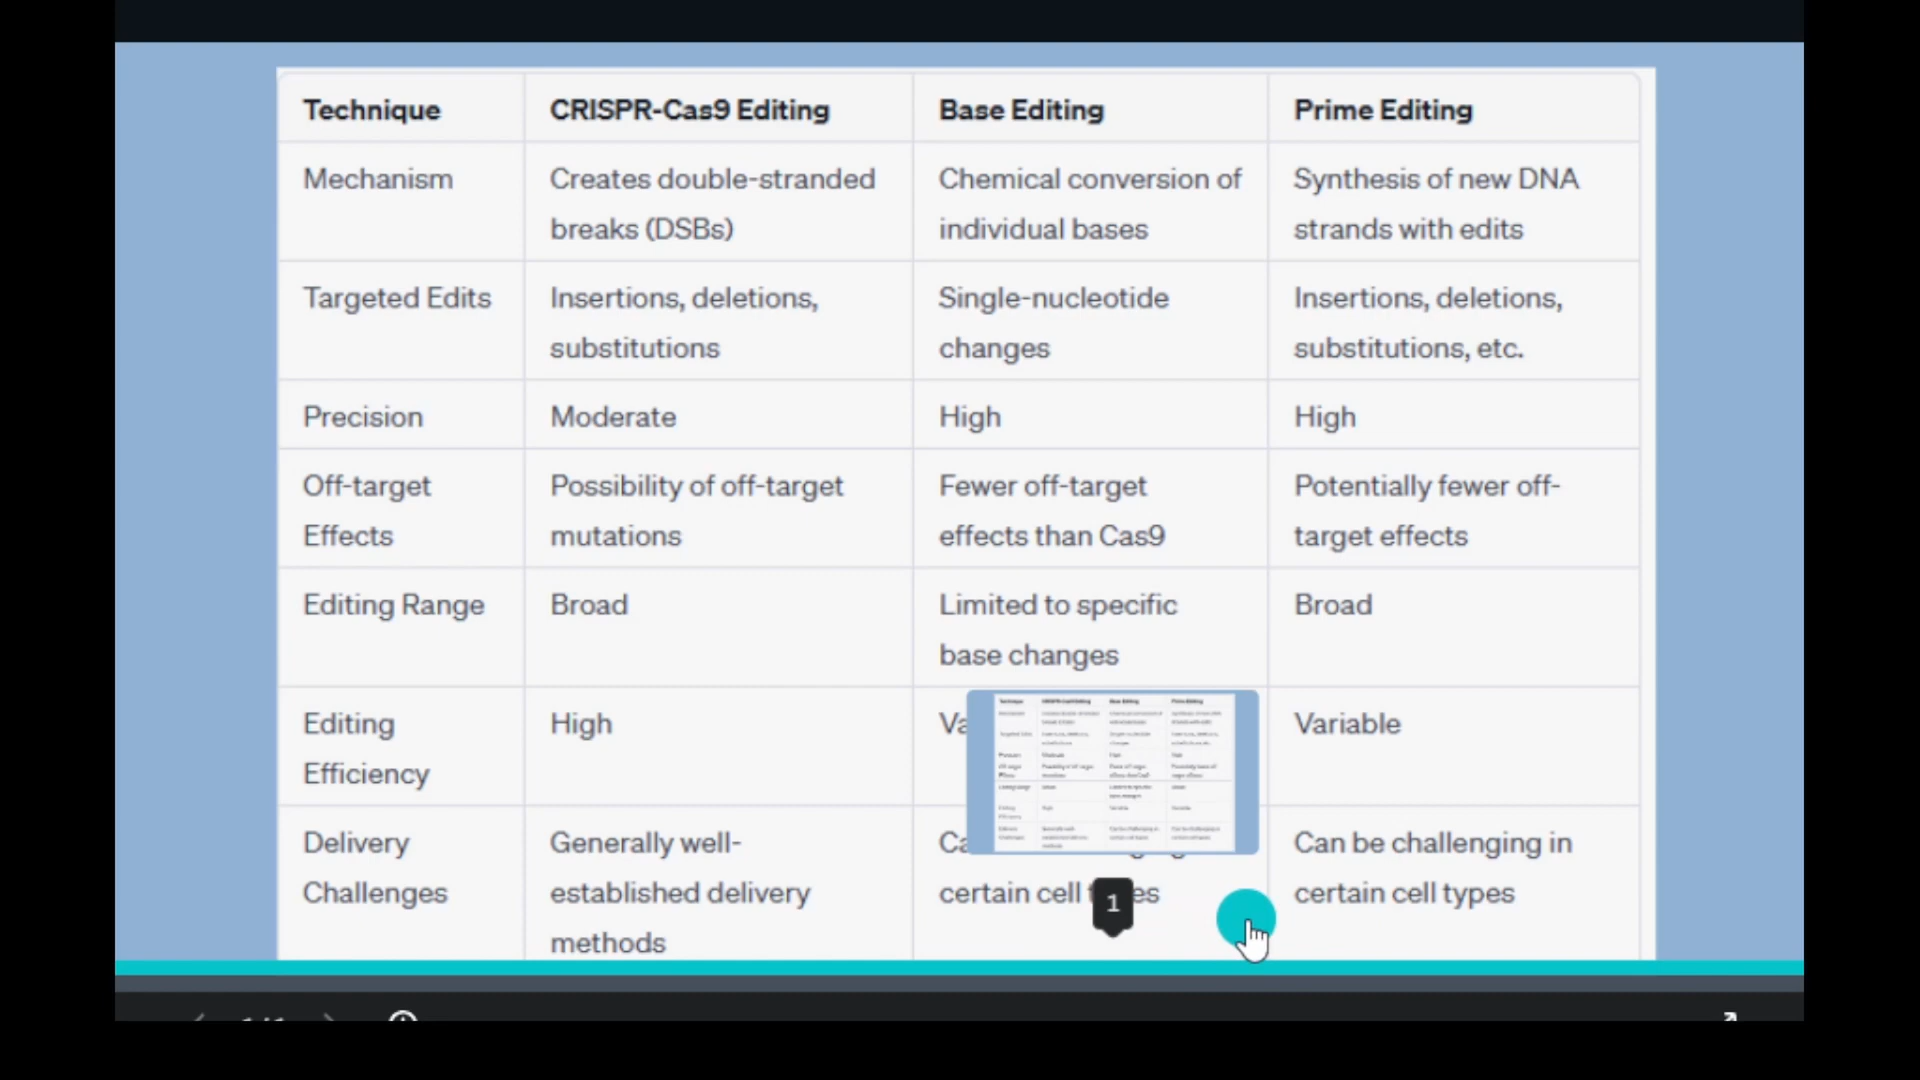 Technique CRISPR-Cas9 Editing Base Editing Prime Editing
Mechanism Creates double-stranded Chemical conversion of Synthesis of new DNA
breaks (DSBs) individual bases strands with edits
Targeted Edits Insertions, deletions, Single-nucleotide Insertions, deletions,
substitutions changes substitutions, etc.
Precision Moderate High High
Off-target Possibility of off-target Fewer off-target Potentially fewer off-
Effects mutations effects than Cas9 target effects
Editing Range Broad Limited to specific Broad
base changes
Editing High Variable
Efficiency
Delivery Generally well- Can be challenging in
Challenges established delivery certain cell certain cell types
methods
1